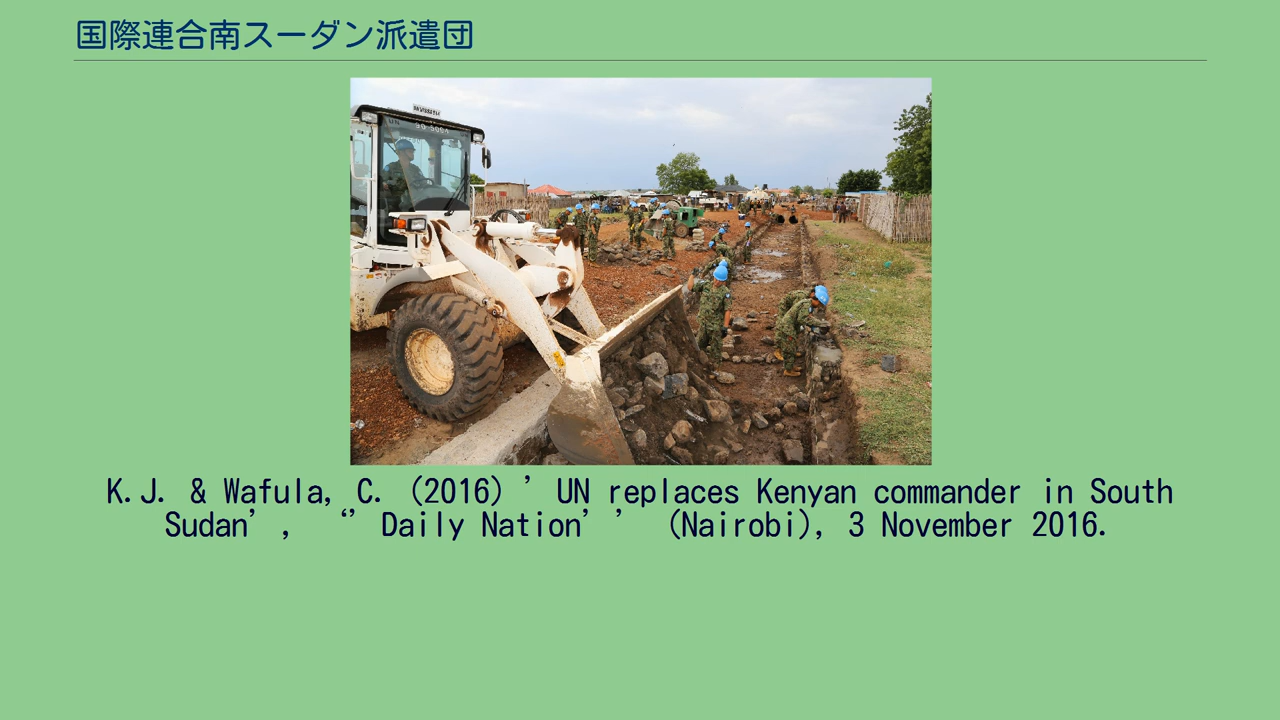 国際連合南スーダン派遣団
K.J. & Wafula, C. (2016) ’UN replaces Kenyan commander in South
Sudan’, ‘’Daily Nation’’ (Nairobi), 3 November 2016.